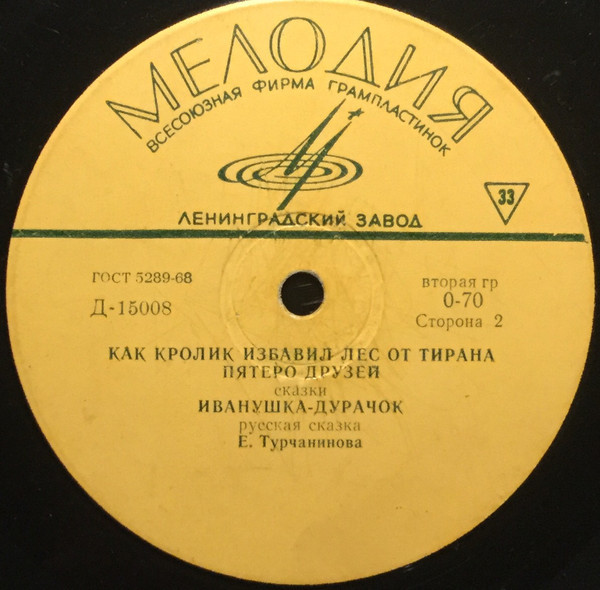 МЕЛОДИЯ
ВСЕСОЮЗНАЯ ФИРМА ГРАМПЛАСТИНОК
33
ЛЕНИНГРАДСКИЙ ЗАВОД
ГОСТ 5289-68
Д-15008
вторая гр
0-70
Сторона 2
КАК КРОЛИК ИЗБАВИЛ ЛЕС ОТ ТИРАНА
ПЯТЕРО ДРУЗЕЙ
сказки
ИВАНУШКА-ДУРАЧОК
русская сказка
Е. Турчанинова